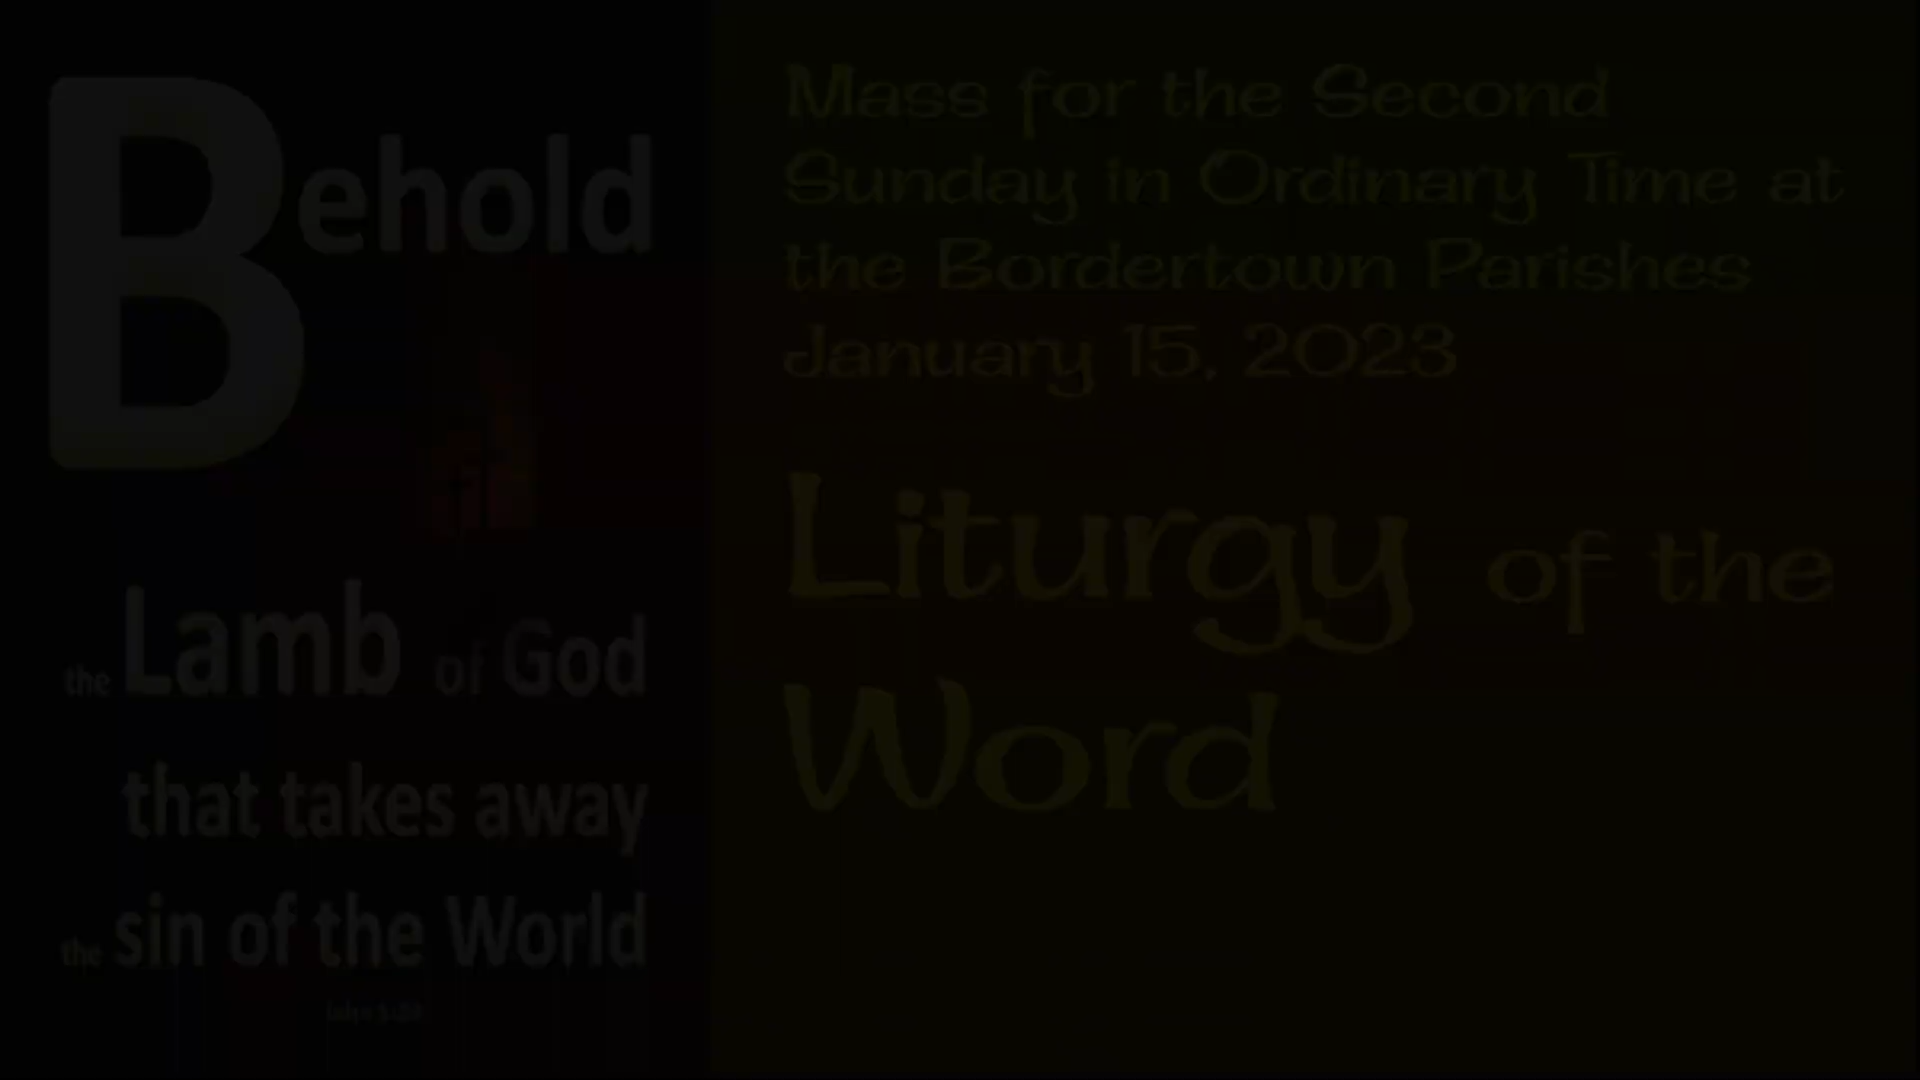 Behold
the Lamb of God
that takes away
the sin of the World
Mass for the Second
Sunday in Ordinary Time at
the Bordertown Parishes
January 15, 2023
Liturgy of the
Word